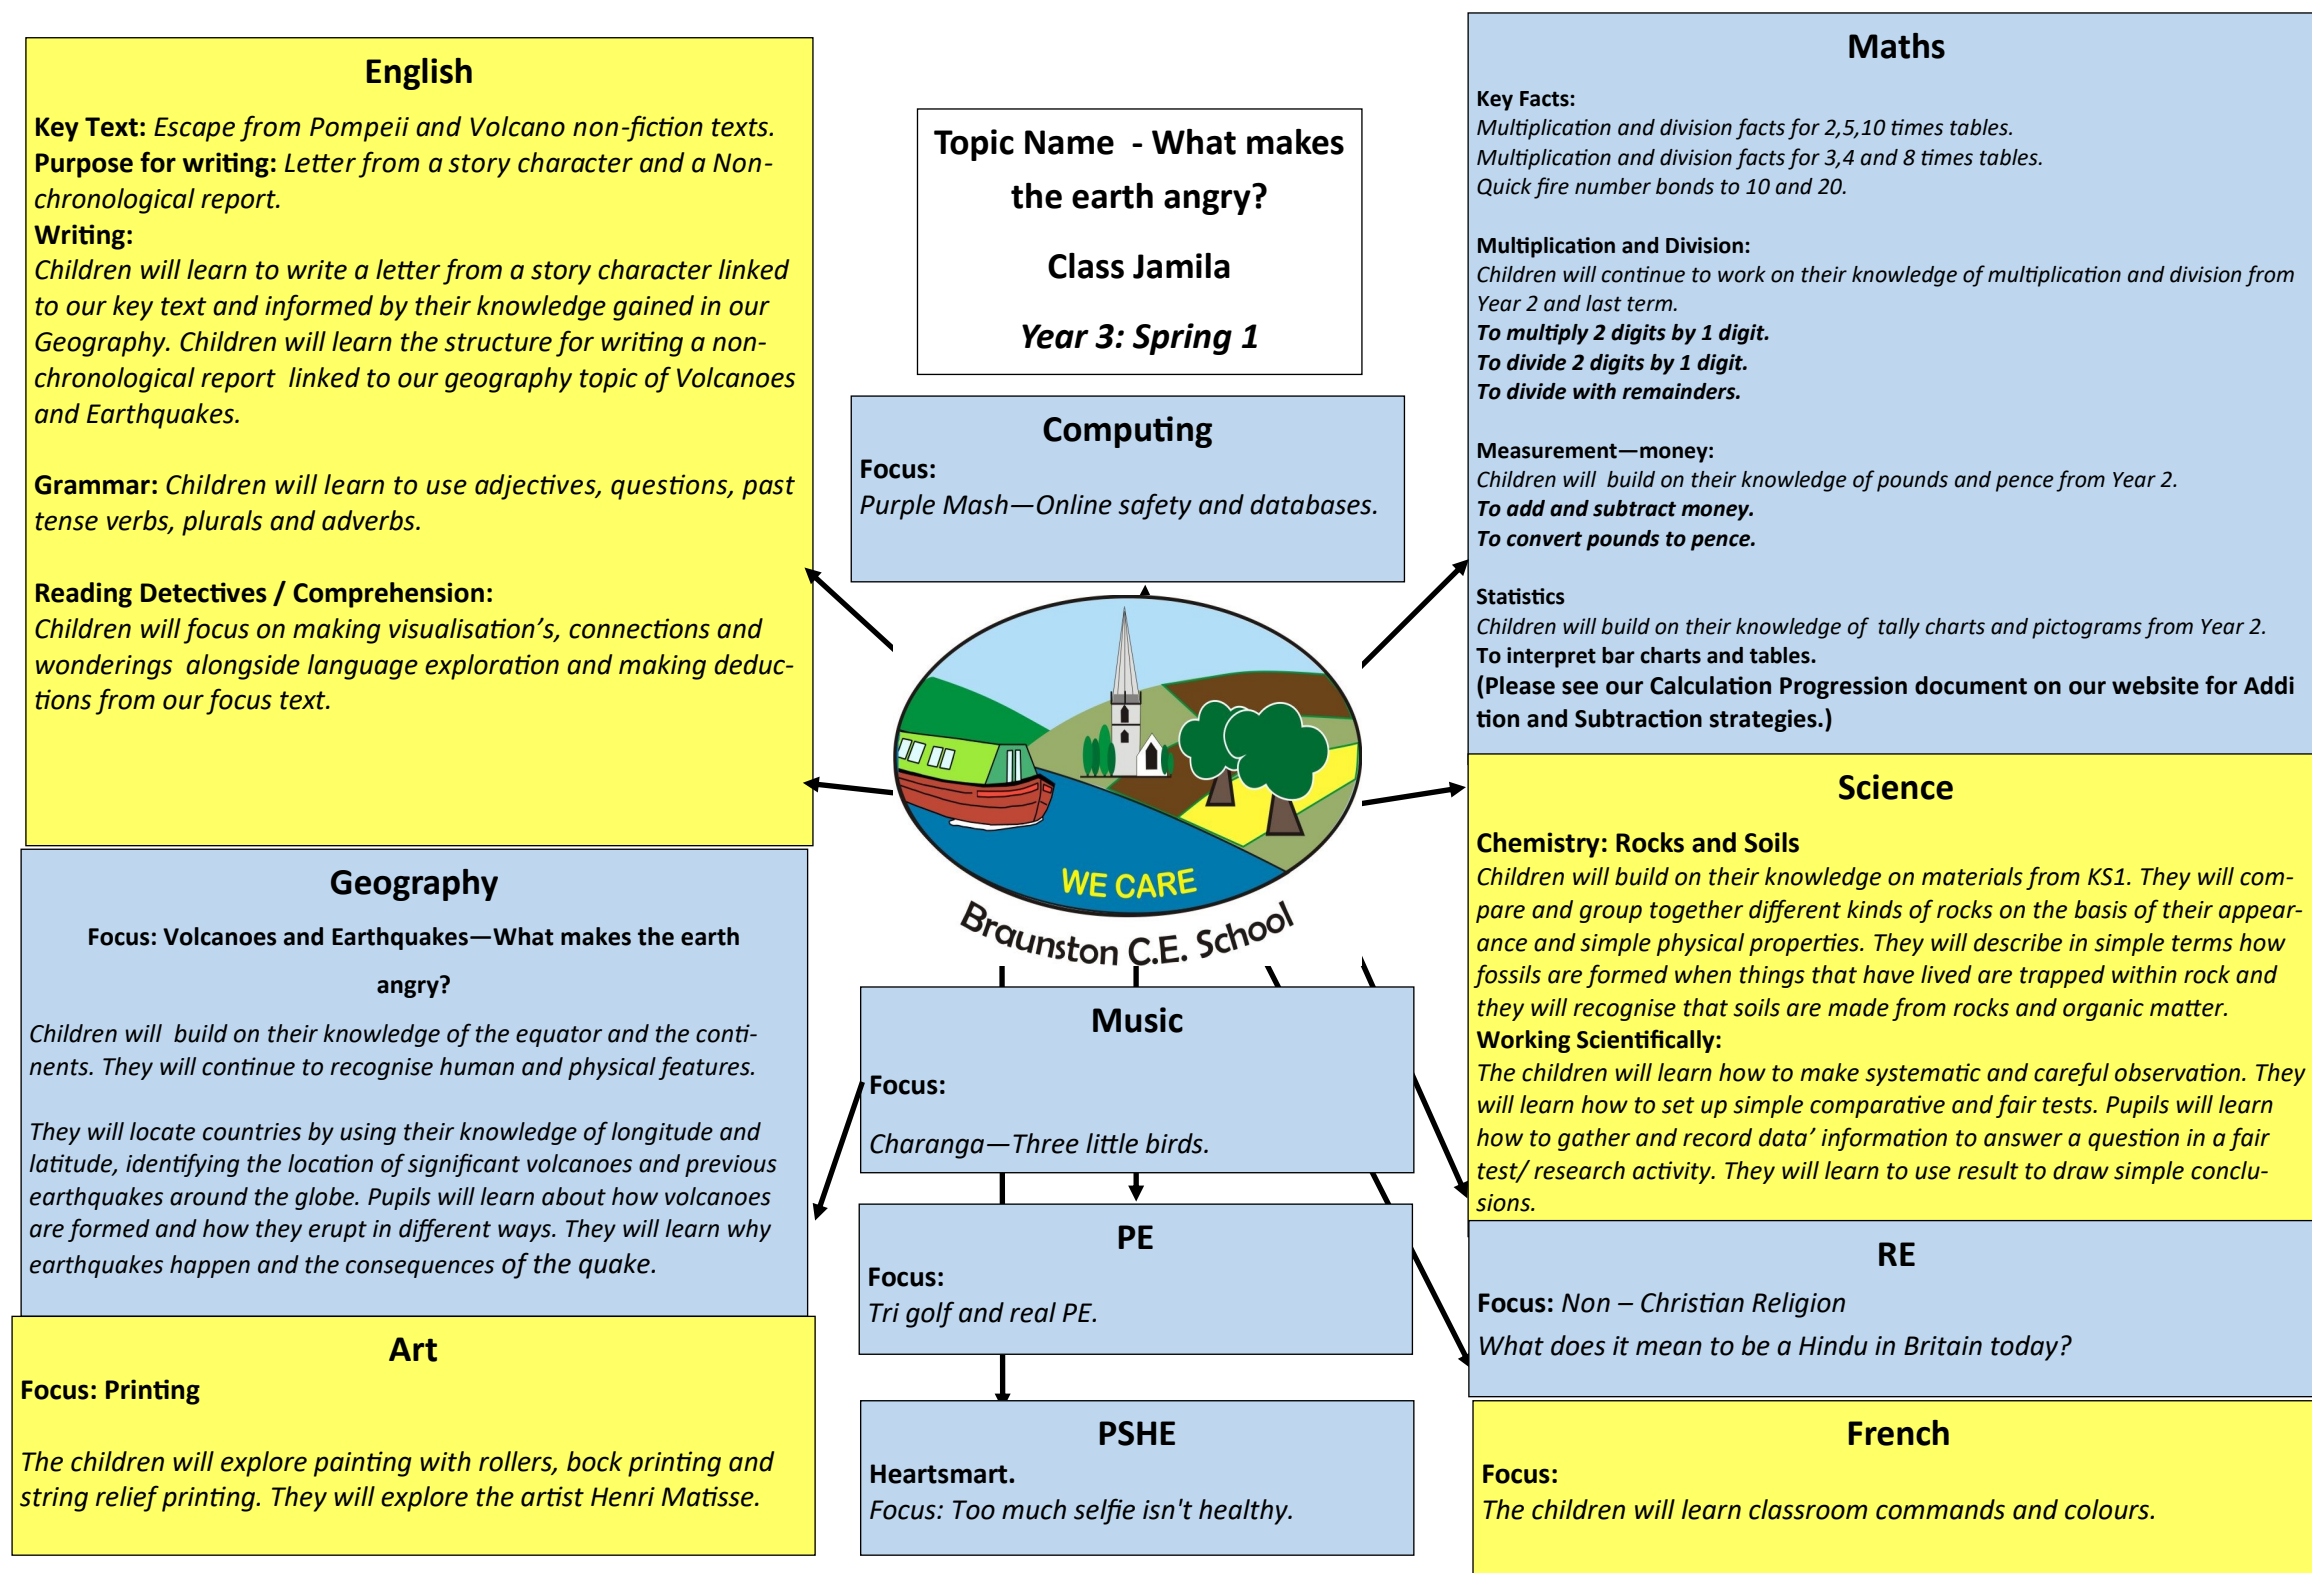 English
Key Text: Escape from Pompeii and Volcano non-fiction texts.
Purpose for writing: Letter from a story character and a Non-
chronological report.
Writing:
Children will learn to write a letter from a story character linked
to our key text and informed by their knowledge gained in our
Geography. Children will learn the structure for writing a non-
chronological report linked to our geography topic of Volcanoes
and Earthquakes.
Grammar: Children will learn to use adjectives, questions, past
tense verbs, plurals and adverbs.
Reading Detectives / Comprehension:
Children will focus on making visualisation's, connections and
wonderings alongside language exploration and making deduc-
tions from our focus text.
Geography
Focus: Volcanoes and Earthquakes—What makes the earth
angry?
Children will build on their knowledge of the equator and the conti-
nents. They will continue to recognise human and physical features.
They will locate countries by using their knowledge of longitude and
latitude, identifying the location of significant volcanoes and previous
earthquakes around the globe. Pupils will learn about how volcanoes
are formed and how they erupt in different ways. They will learn why
earthquakes happen and the consequences of the quake.
Art
Focus: Printing
The children will explore painting with rollers, bock printing and
string relief printing. They will explore the artist Henri Matisse.
Topic Name - What makes
the earth angry?
Class Jamila
Year 3: Spring 1
Computing
Focus:
Purple Mash—Online safety and databases.
WE CARE
Braunston C.E. School
Music
Focus:
Charanga—Three little birds.
PE
Focus:
Tri golf and real PE.
PSHE
Heartsmart.
Focus: Too much selfie isn't healthy.
Maths
Key Facts:
Multiplication and division facts for 2,5,10 times tables.
Multiplication and division facts for 3,4 and 8 times tables.
Quick fire number bonds to 10 and 20.
Multiplication and Division:
Children will continue to work on their knowledge of multiplication and division from
Year 2 and last term.
To multiply 2 digits by 1 digit.
To divide 2 digits by 1 digit.
To divide with remainders.
Measurement—money:
Children will build on their knowledge of pounds and pence from Year 2.
To add and subtract money.
To convert pounds to pence.
Statistics
Children will build on their knowledge of tally charts and pictograms from Year 2.
To interpret bar charts and tables.
(Please see our Calculation Progression document on our website for Addi
tion and Subtraction strategies.)
Science
Chemistry: Rocks and Soils
Children will build on their knowledge on materials from KS1. They will com-
pare and group together different kinds of rocks on the basis of their appear-
ance and simple physical properties. They will describe in simple terms how
fossils are formed when things that have lived are trapped within rock and
they will recognise that soils are made from rocks and organic matter.
Working Scientifically:
The children will learn how to make systematic and careful observation. They
will learn how to set up simple comparative and fair tests. Pupils will learn
how to gather and record data' information to answer a question in a fair
test/ research activity. They will learn to use result to draw simple conclu-
sions.
RE
Focus: Non – Christian Religion
What does it mean to be a Hindu in Britain today?
French
Focus:
The children will learn classroom commands and colours.